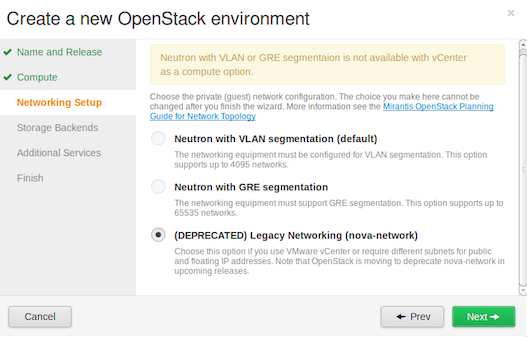 Create a new OpenStack environment
×
Name and Release
Compute
Networking Setup
Storage Backends
Additional Services
Finish
Neutron with VLAN or GRE segmentaion is not available with vCenter
as a compute option.
Choose the private (guest) network configuration. The choice you make here cannot be
changed after you finish the wizard. More information see the Mirantis OpenStack Planning
Guide for Network Topology
Neutron with VLAN segmentation (default)
The networking equipment must be configured for VLAN segmentation. This option
supports up to 4095 networks.
Neutron with GRE segmentation
The networking equipment must support GRE segmentation. This option supports up to
65535 networks.
(DEPRECATED) Legacy Networking (nova-network)
Choose this option if you use VMware vCenter or require different subnets for public
and floating IP addresses. Note that OpenStack is moving to deprecate nova-network in
upcoming releases.
Cancel
Prev
Next